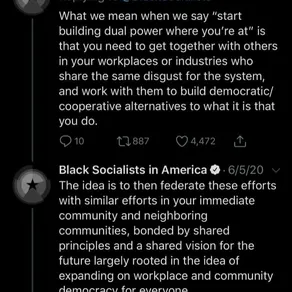 What we mean when we say “start
building dual power where you’re at” is
that you need to get together with others
in your workplaces or industries who
share the same disgust for the system,
and work with them to build democratic/
cooperative alternatives to what it is that
you do.
10 887 4,472
Black Socialists in America · 6/5/20
The idea is to then federate these efforts
with similar efforts in your immediate
community and neighboring
communities, bonded by shared
principles and a shared vision for the
future largely rooted in the idea of
expanding on workplace and community
democracy for everyone